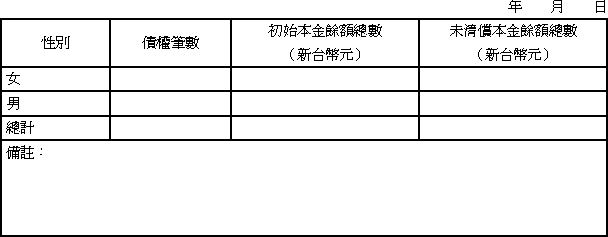 年　月　日
性別　債權筆數　初始本金餘額總數（新台幣元）　未清償本金餘額總數（新台幣元）
女
男
總計
備註：